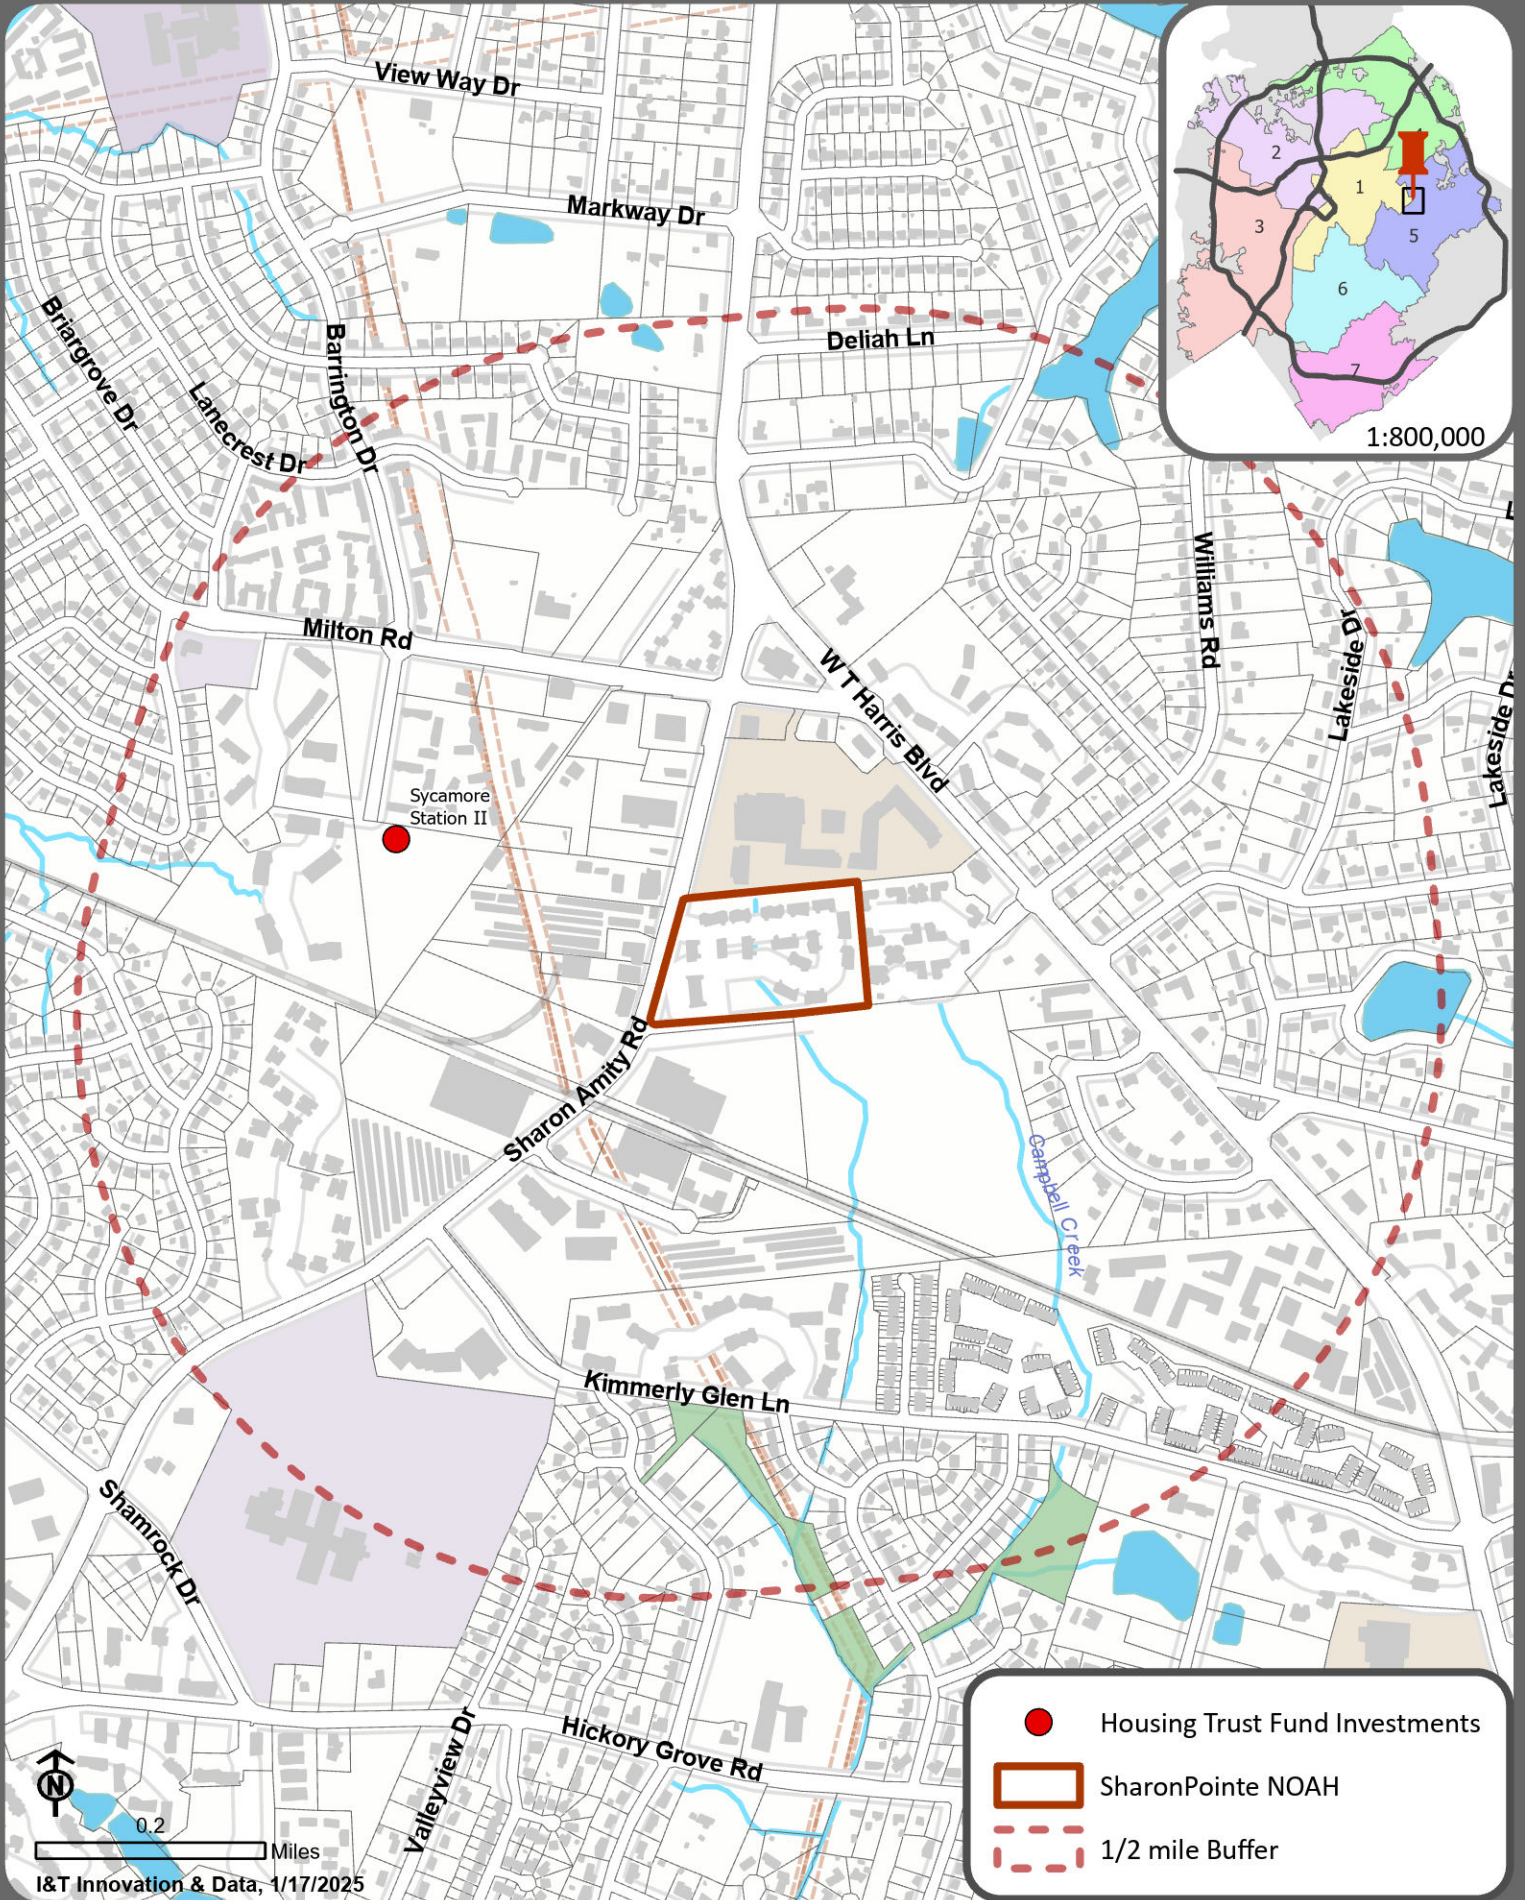 View Way Dr
Markway Dr
Deliah Ln
Briargrove Dr
Barrington Dr
Lanecrest Dr
Milton Rd
W T Harris Blvd
Williams Rd
Lakeside Dr
Lakeside Dr
Sycamore
Station II
Sharon Amity Rd
Campbell Creek
Kimmerly Glen Ln
Shamrock Dr
Hickory Grove Rd
Valleyview Dr
2
1
3
5
6
7
1:800,000
N
0.2
Miles
I&T Innovation & Data, 1/17/2025
Housing Trust Fund Investments
SharonPointe NOAH
1/2 mile Buffer